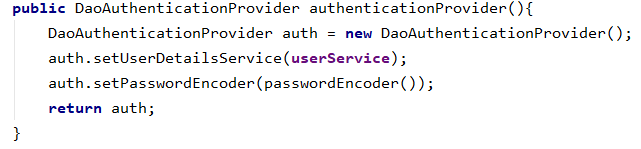 public DaoAuthenticationProvider authenticationProvider(){
    DaoAuthenticationProvider auth = new DaoAuthenticationProvider();
    auth.setUserDetailsService(userService);
    auth.setPasswordEncoder(passwordEncoder());
    return auth;
}